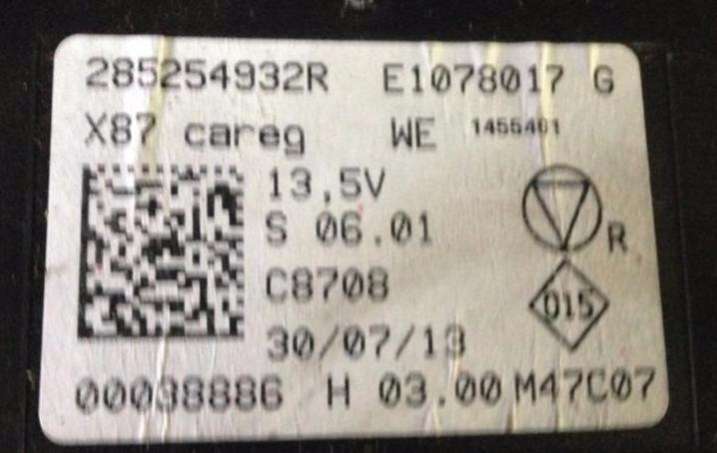 285254932R E1078017 G
X87 careg WE 1455401
13,5V
S 06.01
R
C8708
015
30/07/13
00038886 H 03.00 M47C07